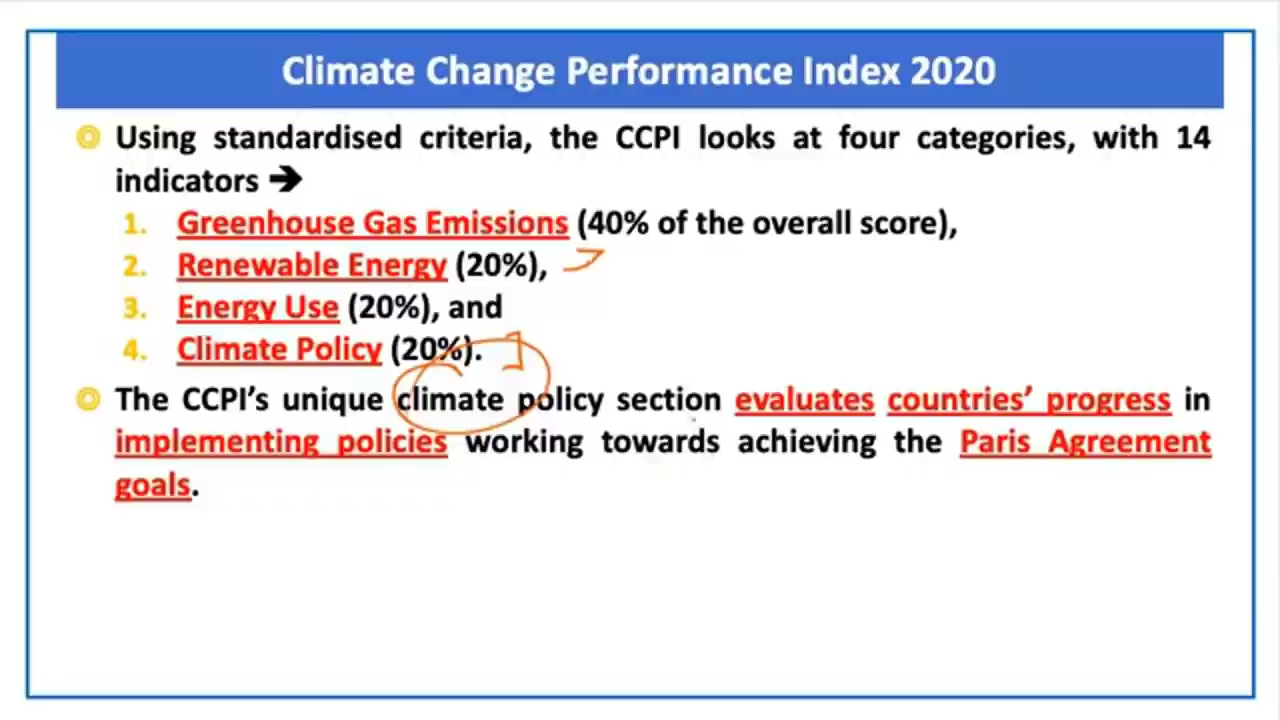 Climate Change Performance Index 2020
Using standardised criteria, the CCPI looks at four categories, with 14
indicators →
1. Greenhouse Gas Emissions (40% of the overall score),
2. Renewable Energy (20%),
3. Energy Use (20%), and
4. Climate Policy (20%).
The CCPI’s unique climate policy section evaluates countries’ progress in
implementing policies working towards achieving the Paris Agreement
goals.